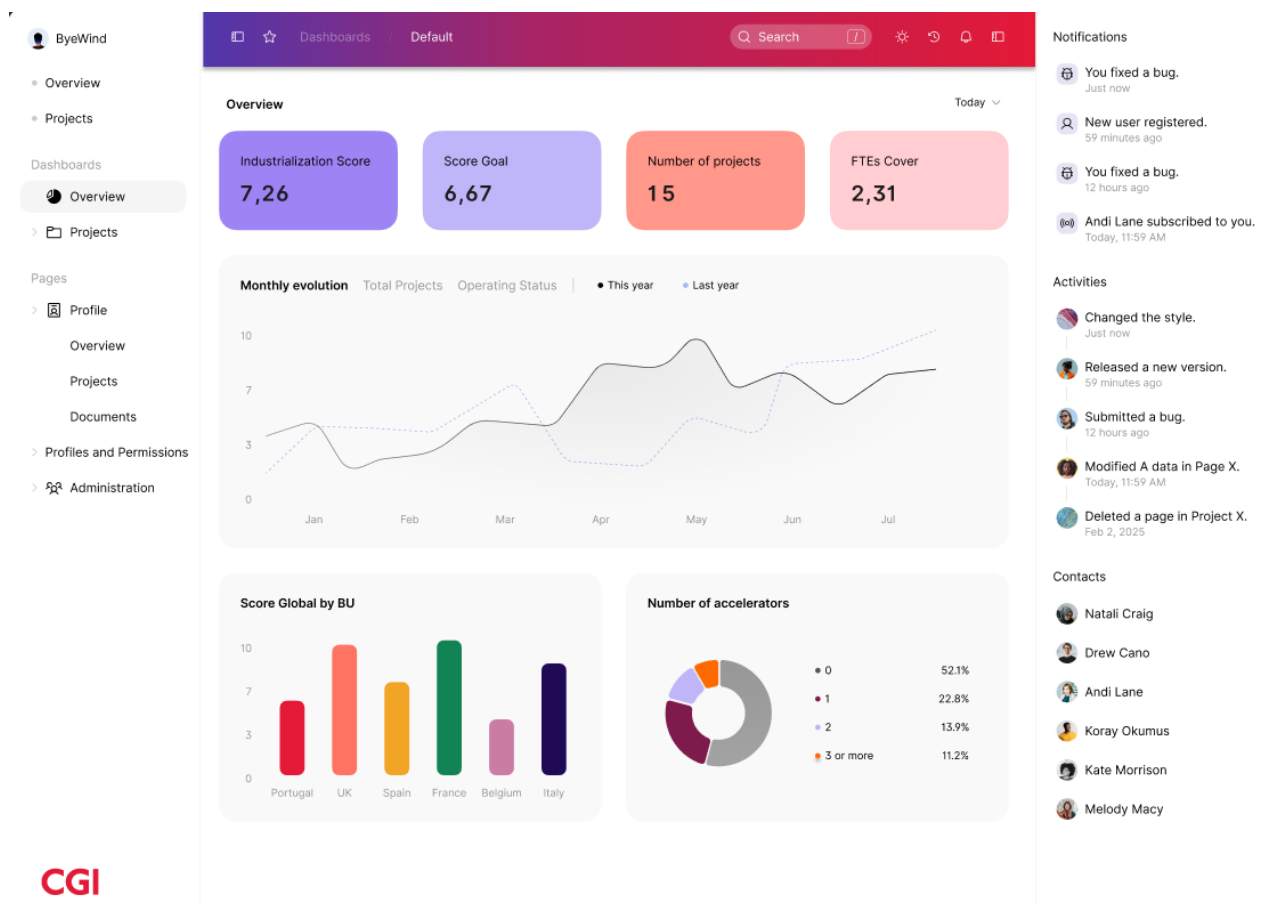 ByeWind
Overview
Projects
Dashboards
Overview
Projects
Pages
Profile
Overview
Projects
Documents
Profiles and Permissions
Administration
CGI
Dashboards / Default
Search /
Overview
Today
Industrialization Score
7,26
Score Goal
6,67
Number of projects
15
FTEs Cover
2,31
Monthly evolution Total Projects Operating Status This year Last year
10
7
3
0
Jan Feb Mar Apr May Jun Jul
Score Global by BU
10
7
3
0
Portugal UK Spain France Belgium Italy
Number of accelerators
0 52.1%
1 22.8%
2 13.9%
3 or more 11.2%
Notifications
You fixed a bug.
Just now
New user registered.
59 minutes ago
You fixed a bug.
12 hours ago
Andi Lane subscribed to you.
Today, 11:59 AM
Activities
Changed the style.
Just now
Released a new version.
59 minutes ago
Submitted a bug.
12 hours ago
Modified A data in Page X.
Today, 11:59 AM
Deleted a page in Project X.
Feb 2, 2025
Contacts
Natali Craig
Drew Cano
Andi Lane
Koray Okumus
Kate Morrison
Melody Macy